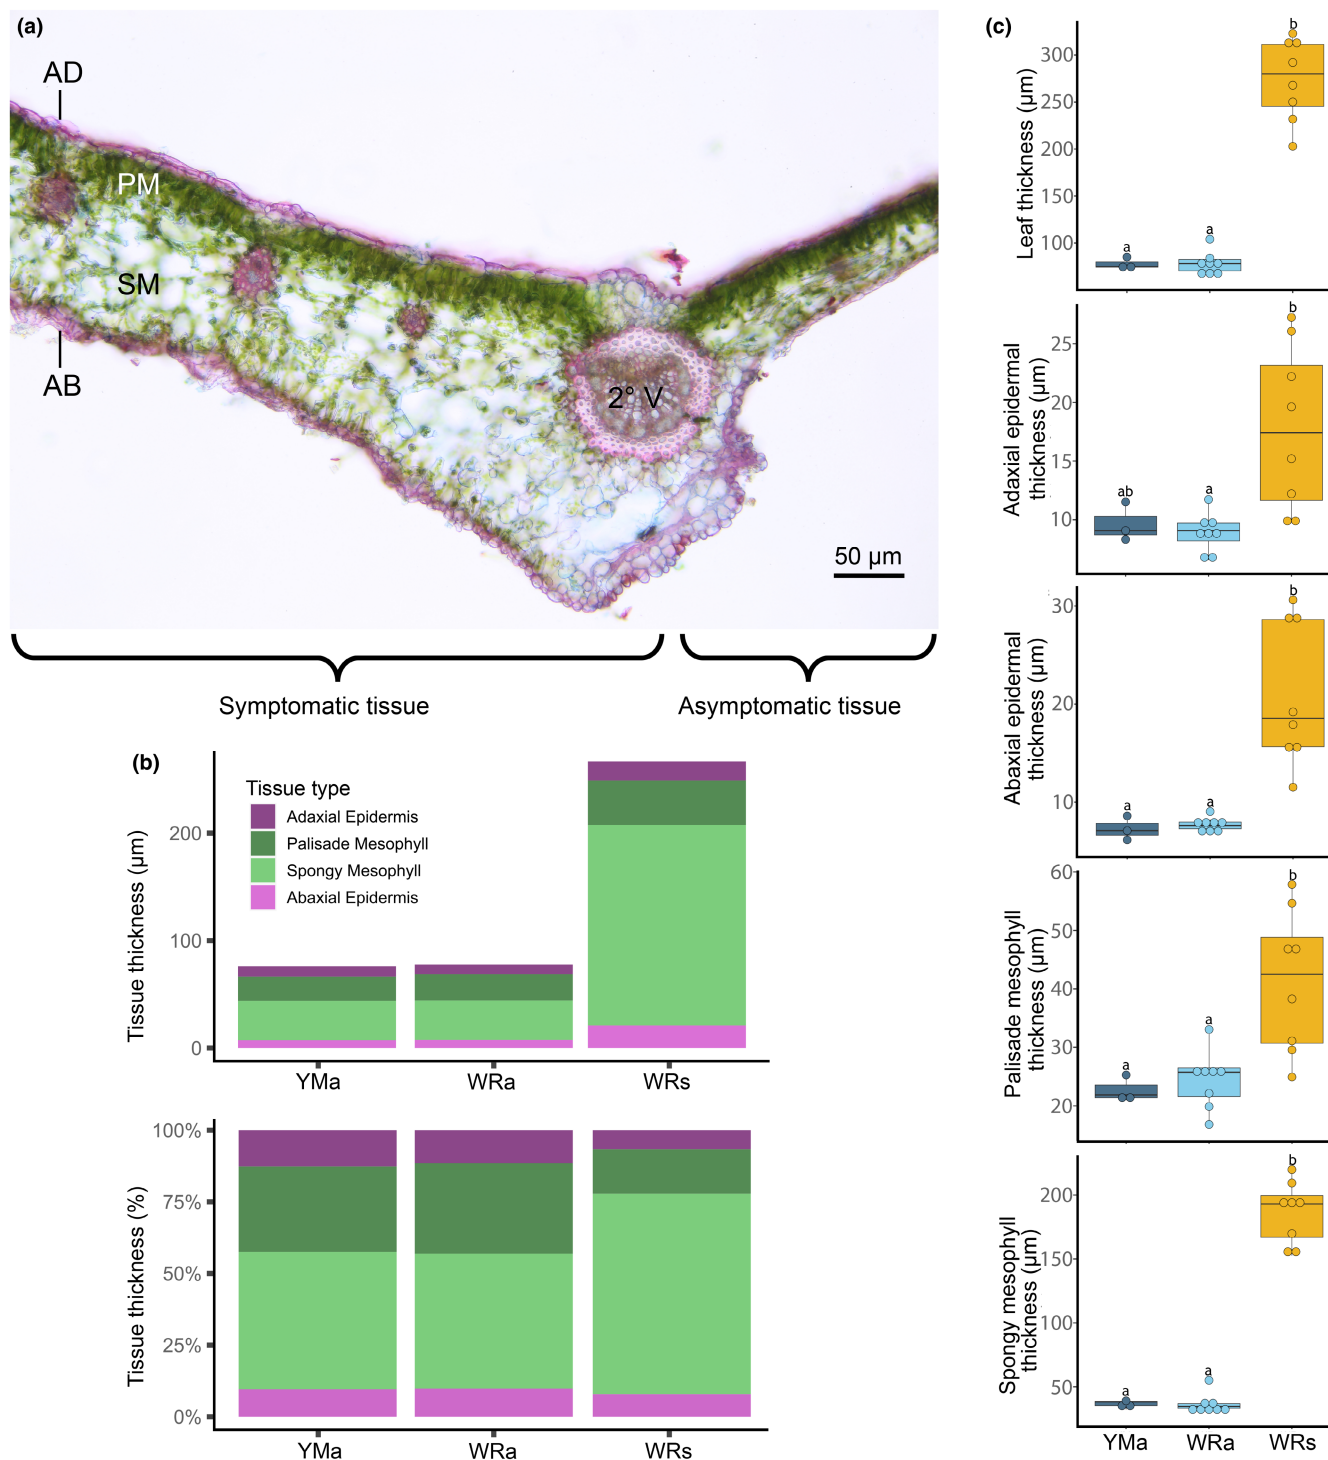 (a)
AD
PM
SM
AB
2° V
50 µm
Symptomatic tissue
Asymptomatic tissue
(b)
Tissue thickness (µm)
200
100
0
Tissue type
Adaxial Epidermis
Palisade Mesophyll
Spongy Mesophyll
Abaxial Epidermis
YMa
WRa
WRs
Tissue thickness (%)
100%
75%
50%
25%
0%
YMa
WRa
WRs
(c)
Leaf thickness (µm)
300
250
200
150
100
a
a
b
Adaxial epidermal
thickness (µm)
25
20
15
10
ab
a
b
Abaxial epidermal
thickness (µm)
30
20
10
a
a
b
Palisade mesophyll
thickness (µm)
60
50
40
30
20
a
a
b
Spongy mesophyll
thickness (µm)
200
150
100
50
a
a
b
YMa
WRa
WRs